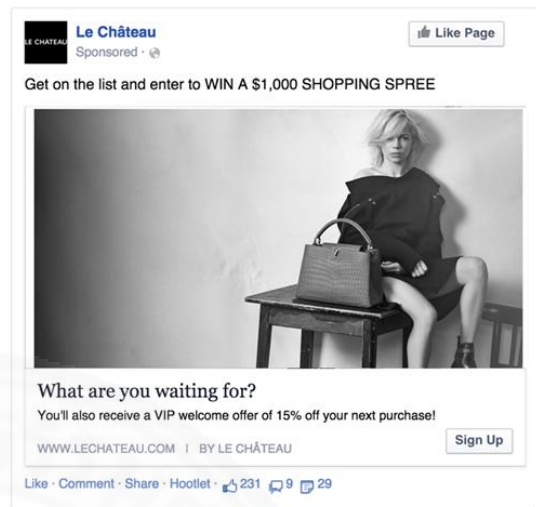 LE CHATEAU
Le Château
Like Page
Sponsored ·
Get on the list and enter to WIN A $1,000 SHOPPING SPREE
What are you waiting for?
You'll also receive a VIP welcome offer of 15% off your next purchase!
WWW.LECHATEAU.COM | BY LE CHÂTEAU
Sign Up
Like · Comment · Share · Hootlet · 231 9 29